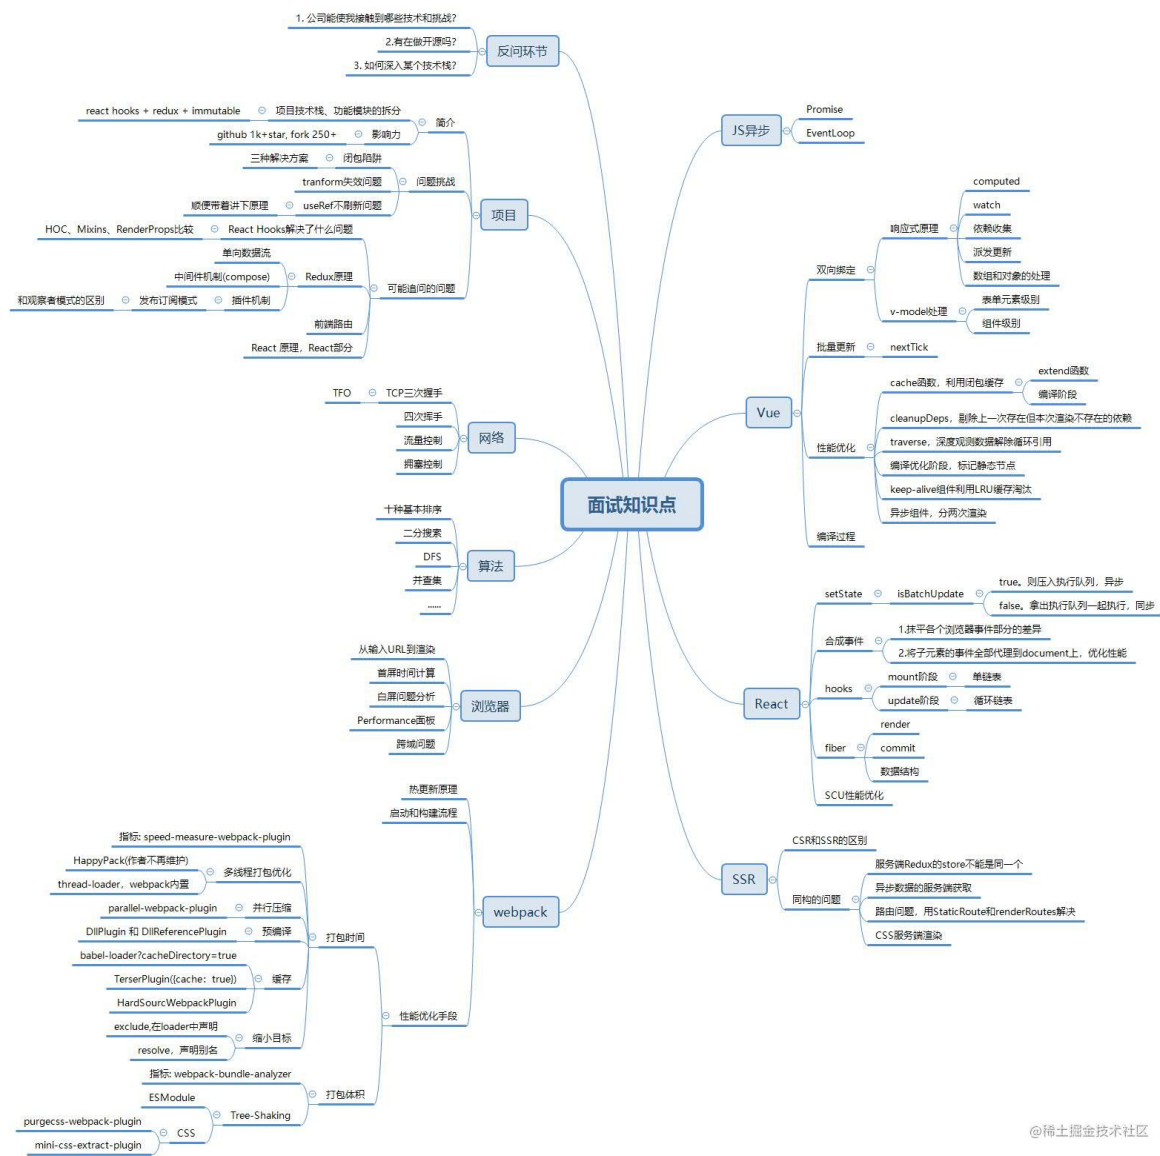 面试知识点
反问环节
1. 公司能使我接触到哪些技术和挑战？
2.有在做开源吗？
3. 如何深入某个技术栈？
项目
简介
项目技术栈、功能模块的拆分
react hooks + redux + immutable
影响力
github 1k+star, fork 250+
问题挑战
闭包陷阱
三种解决方案
tranform失效问题
useRef不刷新问题
顺便带着讲下原理
可能追问的问题
React Hooks解决了什么问题
HOC、Mixins、RenderProps比较
Redux原理
单向数据流
中间件机制(compose)
插件机制
发布订阅模式
和观察者模式的区别
前端路由
React 原理，React部分
网络
TCP三次握手
TFO
四次挥手
流量控制
拥塞控制
算法
十种基本排序
二分搜索
DFS
并查集
......
浏览器
从输入URL到渲染
首屏时间计算
白屏问题分析
Performance面板
跨域问题
webpack
热更新原理
启动和构建流程
性能优化手段
打包时间
指标: speed-measure-webpack-plugin
多线程打包优化
HappyPack(作者不再维护)
thread-loader，webpack内置
并行压缩
parallel-webpack-plugin
预编译
DllPlugin 和 DllReferencePlugin
缓存
babel-loader?cacheDirectory=true
TerserPlugin({cache：true})
HardSourcWebpackPlugin
缩小目标
exclude,在loader中声明
resolve，声明别名
打包体积
指标: webpack-bundle-analyzer
Tree-Shaking
ESModule
CSS
purgecss-webpack-plugin
mini-css-extract-plugin
JS异步
Promise
EventLoop
Vue
双向绑定
响应式原理
computed
watch
依赖收集
派发更新
数组和对象的处理
v-model处理
表单元素级别
组件级别
批量更新
nextTick
性能优化
cache函数，利用闭包缓存
extend函数
编译阶段
cleanupDeps，剔除上一次存在但本次渲染不存在的依赖
traverse，深度观测数据解除循环引用
编译优化阶段，标记静态节点
keep-alive组件利用LRU缓存淘汰
异步组件，分两次渲染
编译过程
React
setState
isBatchUpdate
true。则压入执行队列，异步
false。拿出执行队列一起执行，同步
合成事件
1.抹平各个浏览器事件部分的差异
2.将子元素的事件全部代理到document上，优化性能
hooks
mount阶段
单链表
update阶段
循环链表
fiber
render
commit
数据结构
SCU性能优化
SSR
CSR和SSR的区别
同构的问题
服务端Redux的store不能是同一个
异步数据的服务端获取
路由问题，用StaticRoute和renderRoutes解决
CSS服务端渲染
@稀土掘金技术社区